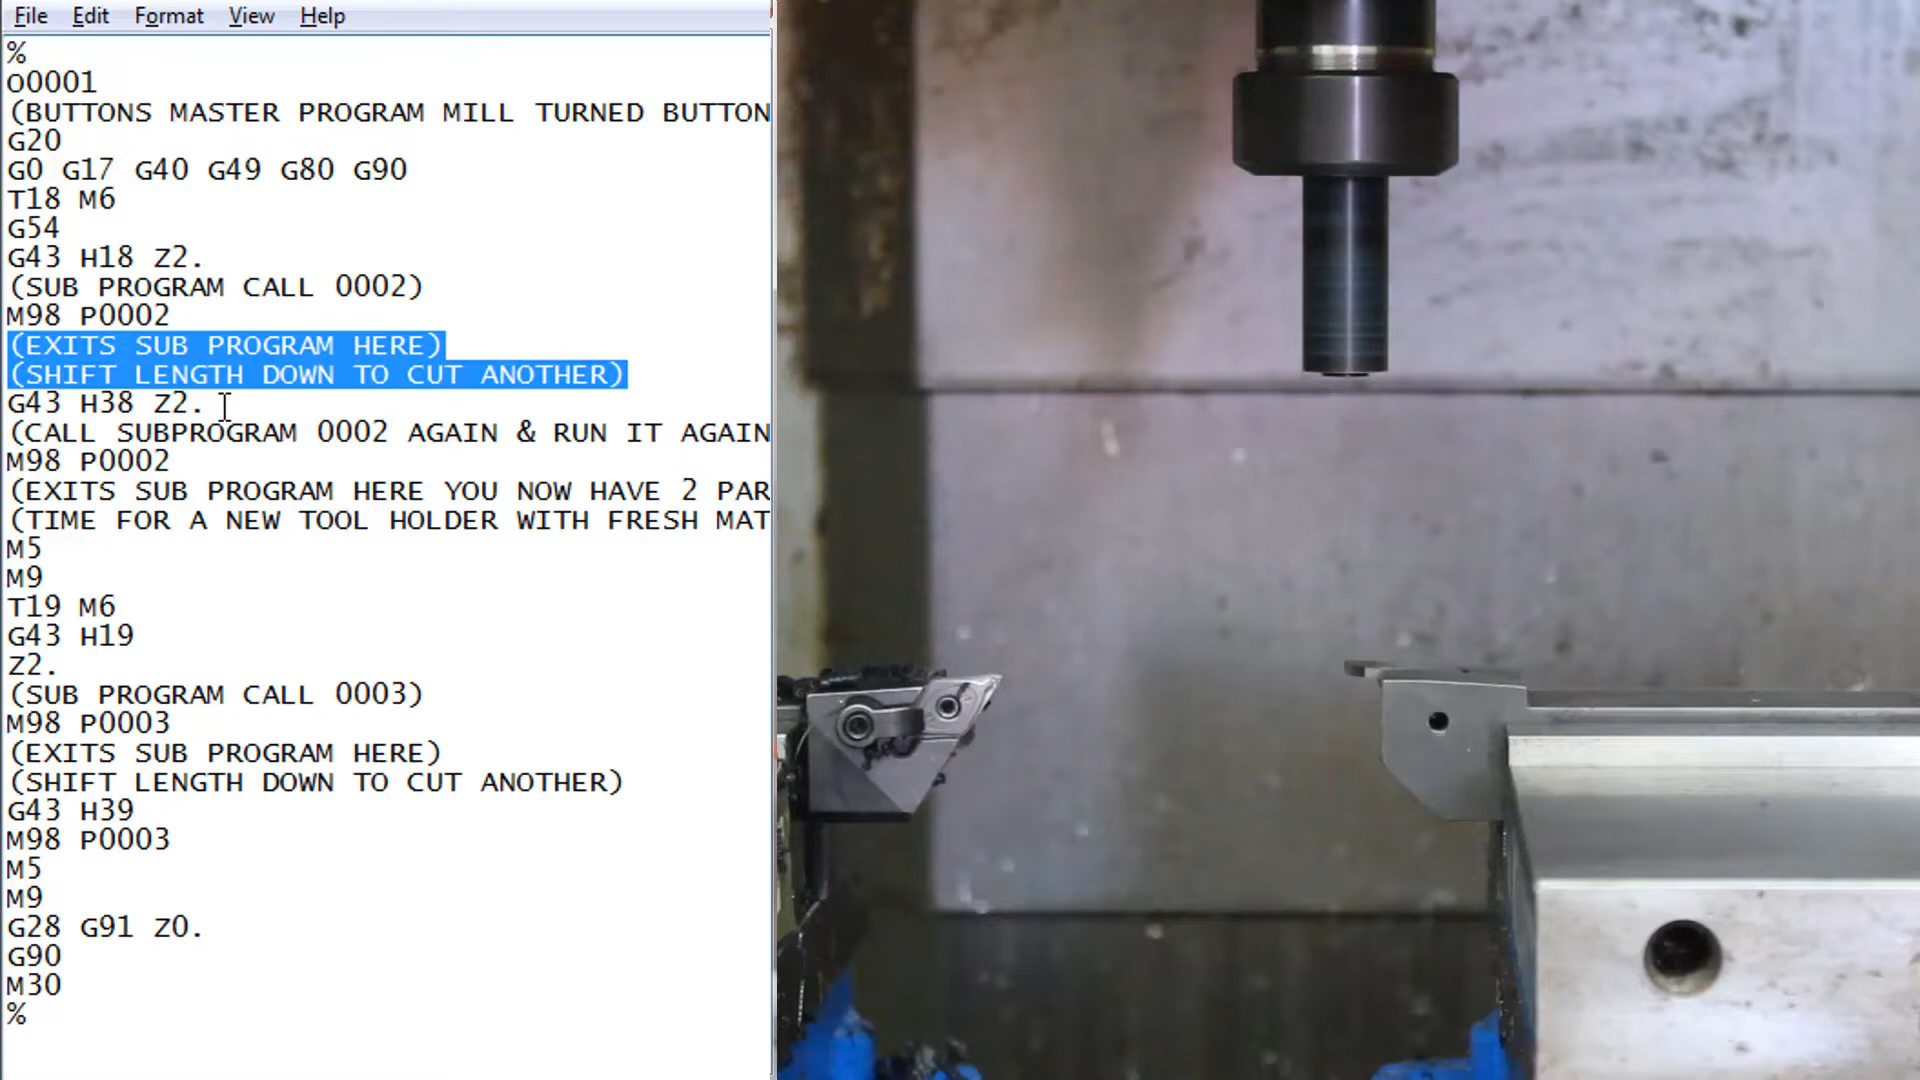 File Edit Format View Help
%
O0001
(BUTTONS MASTER PROGRAM MILL TURNED BUTTON
G20
G0 G17 G40 G49 G80 G90
T18 M6
G54
G43 H18 Z2.
(SUB PROGRAM CALL 0002)
M98 P0002
(EXITS SUB PROGRAM HERE)
(SHIFT LENGTH DOWN TO CUT ANOTHER)
G43 H38 Z2.
(CALL SUBPROGRAM 0002 AGAIN & RUN IT AGAIN
M98 P0002
(EXITS SUB PROGRAM HERE YOU NOW HAVE 2 PAR
(TIME FOR A NEW TOOL HOLDER WITH FRESH MAT
M5
M9
T19 M6
G43 H19
Z2.
(SUB PROGRAM CALL 0003)
M98 P0003
(EXITS SUB PROGRAM HERE)
(SHIFT LENGTH DOWN TO CUT ANOTHER)
G43 H39
M98 P0003
M5
M9
G28 G91 Z0.
G90
M30
%